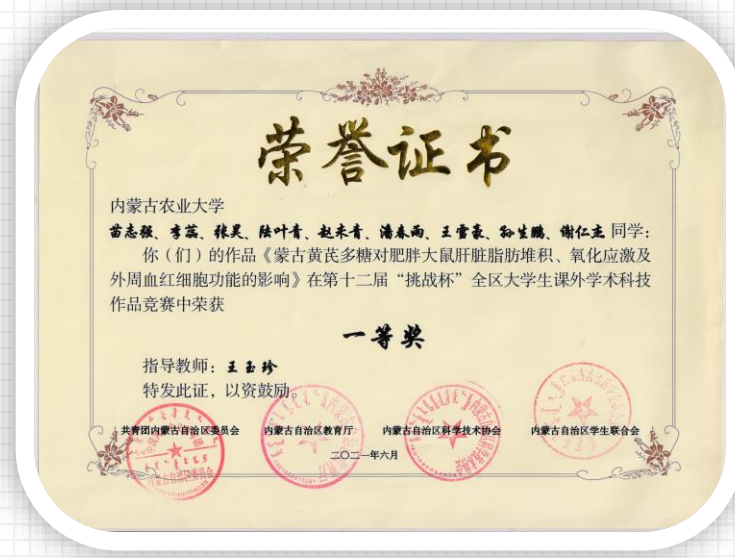 荣誉证书
内蒙古农业大学
苗志强、李蕊、张昊、陆叶青、赵未青、潘春雨、王雪豪、孙生鹏、谢仁杰 同学:
你（们）的作品《蒙古黄芪多糖对肥胖大鼠肝脏脂肪堆积、氧化应激及
外周血红细胞功能的影响》在第十二届“挑战杯”全区大学生课外学术科技
作品竞赛中荣获
一等奖
指导教师：王玉珍
特发此证，以资鼓励。
共青团内蒙古自治区委员会 内蒙古自治区教育厅 内蒙古自治区科学技术协会 内蒙古自治区学生联合会
二〇二一年六月